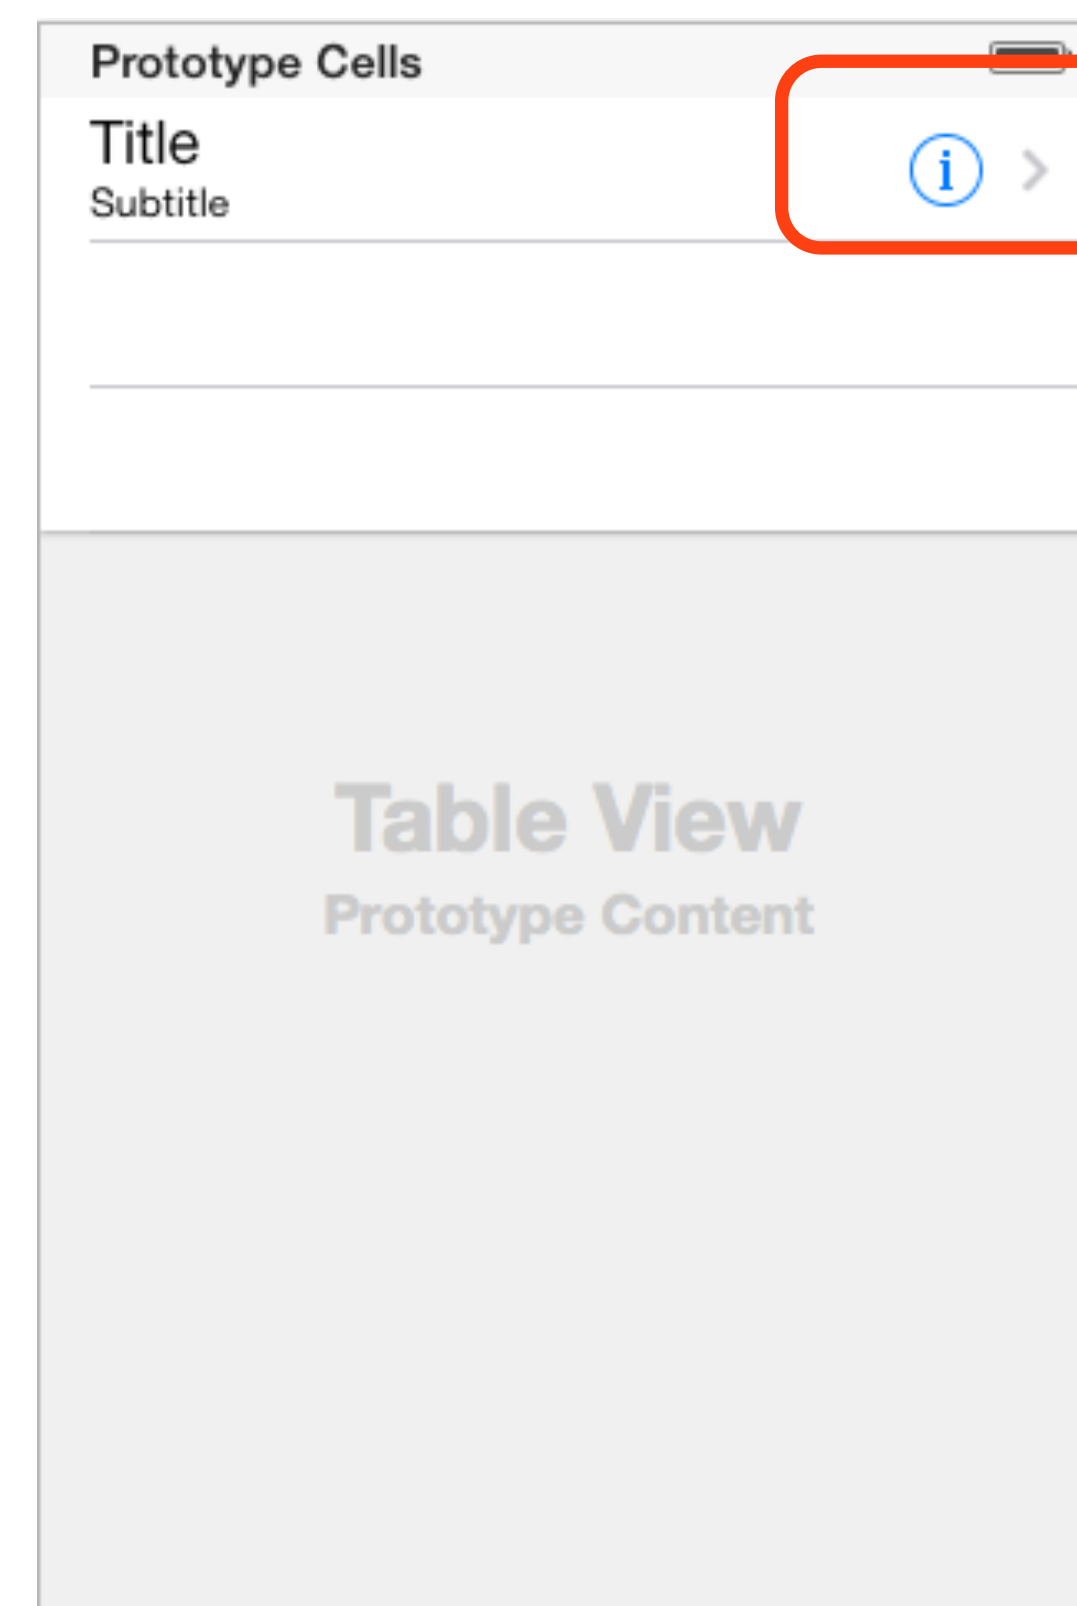 Prototype Cells
Title
Subtitle
i
Table View
Prototype Content